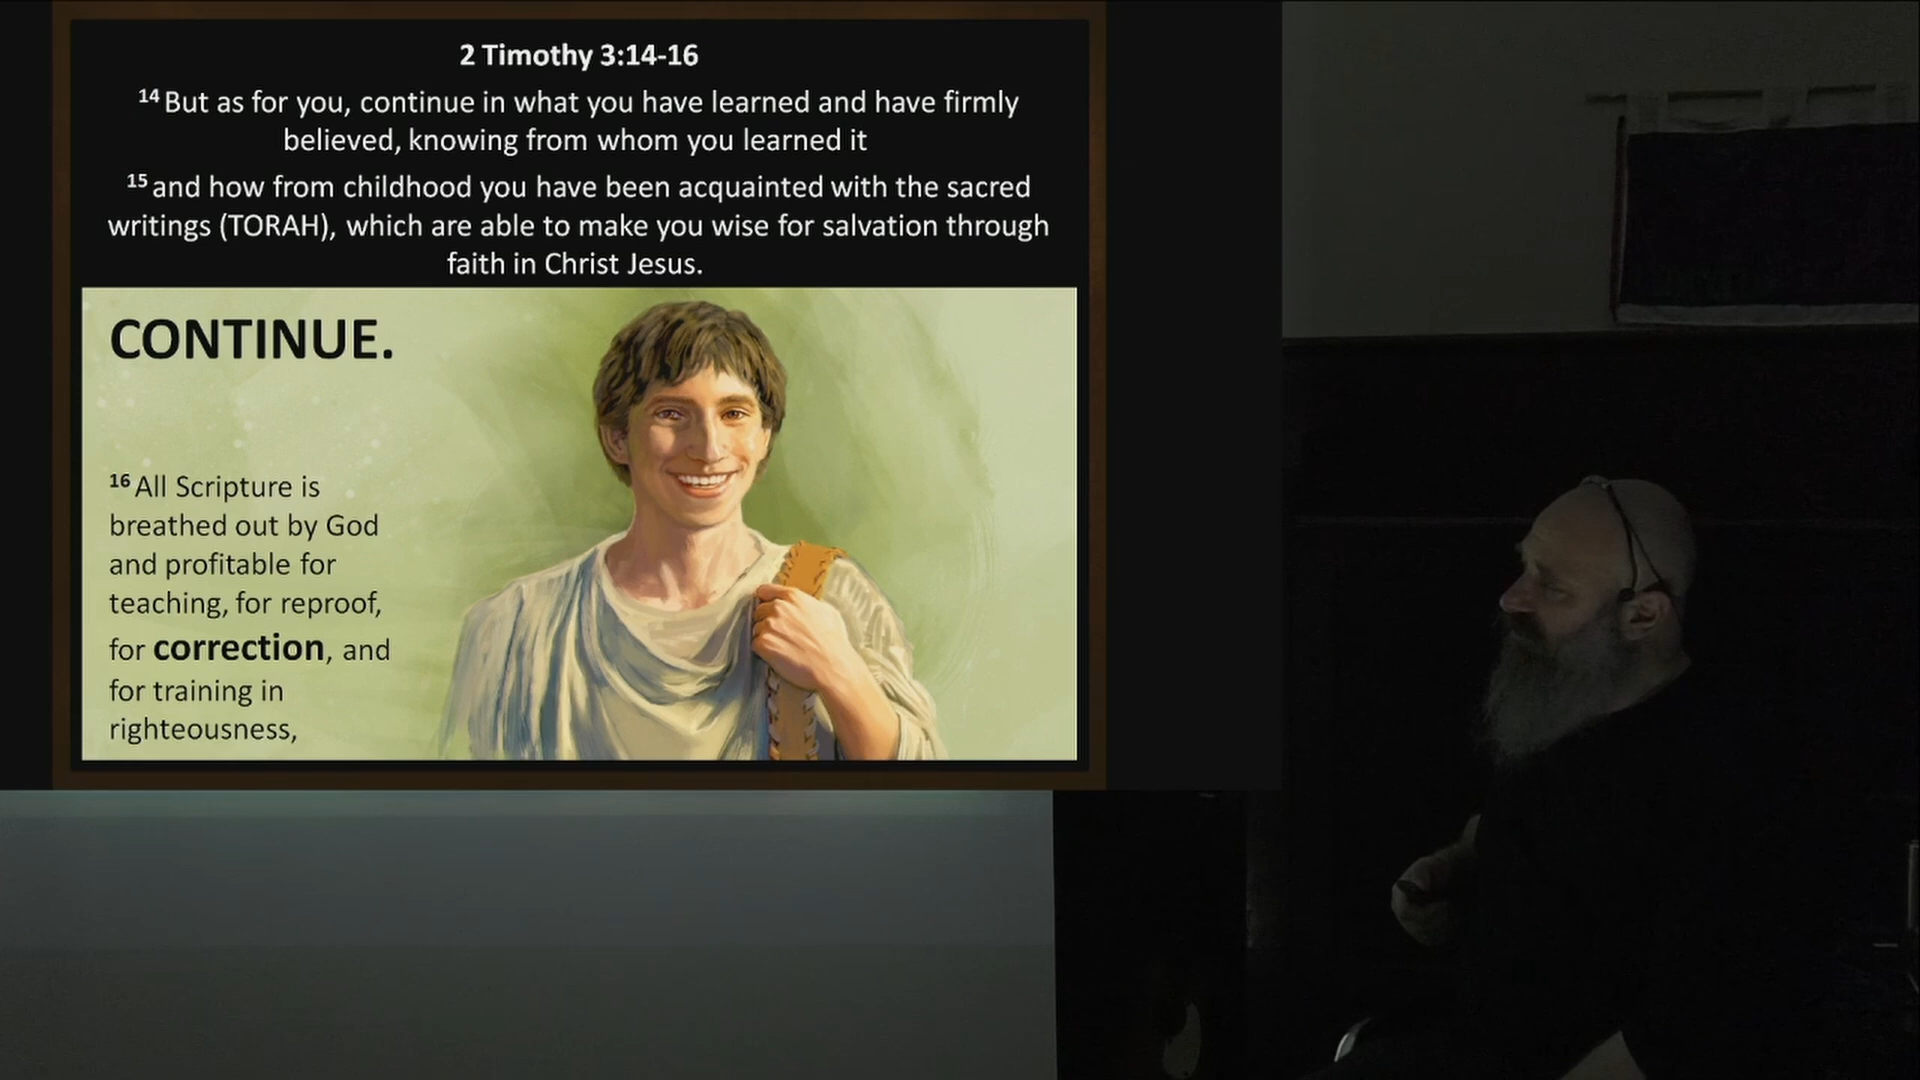 2 Timothy 3:14-16
14 But as for you, continue in what you have learned and have firmly
believed, knowing from whom you learned it
15 and how from childhood you have been acquainted with the sacred
writings (TORAH), which are able to make you wise for salvation through
faith in Christ Jesus.
CONTINUE.
16 All Scripture is
breathed out by God
and profitable for
teaching, for reproof,
for correction, and
for training in
righteousness,